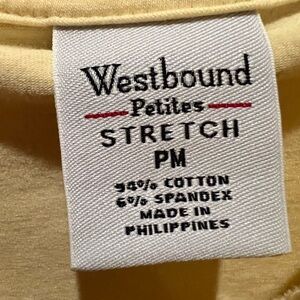 Westbound
Petites
STRETCH
PM
94% COTTON
6% SPANDEX
MADE IN
PHILIPPINES